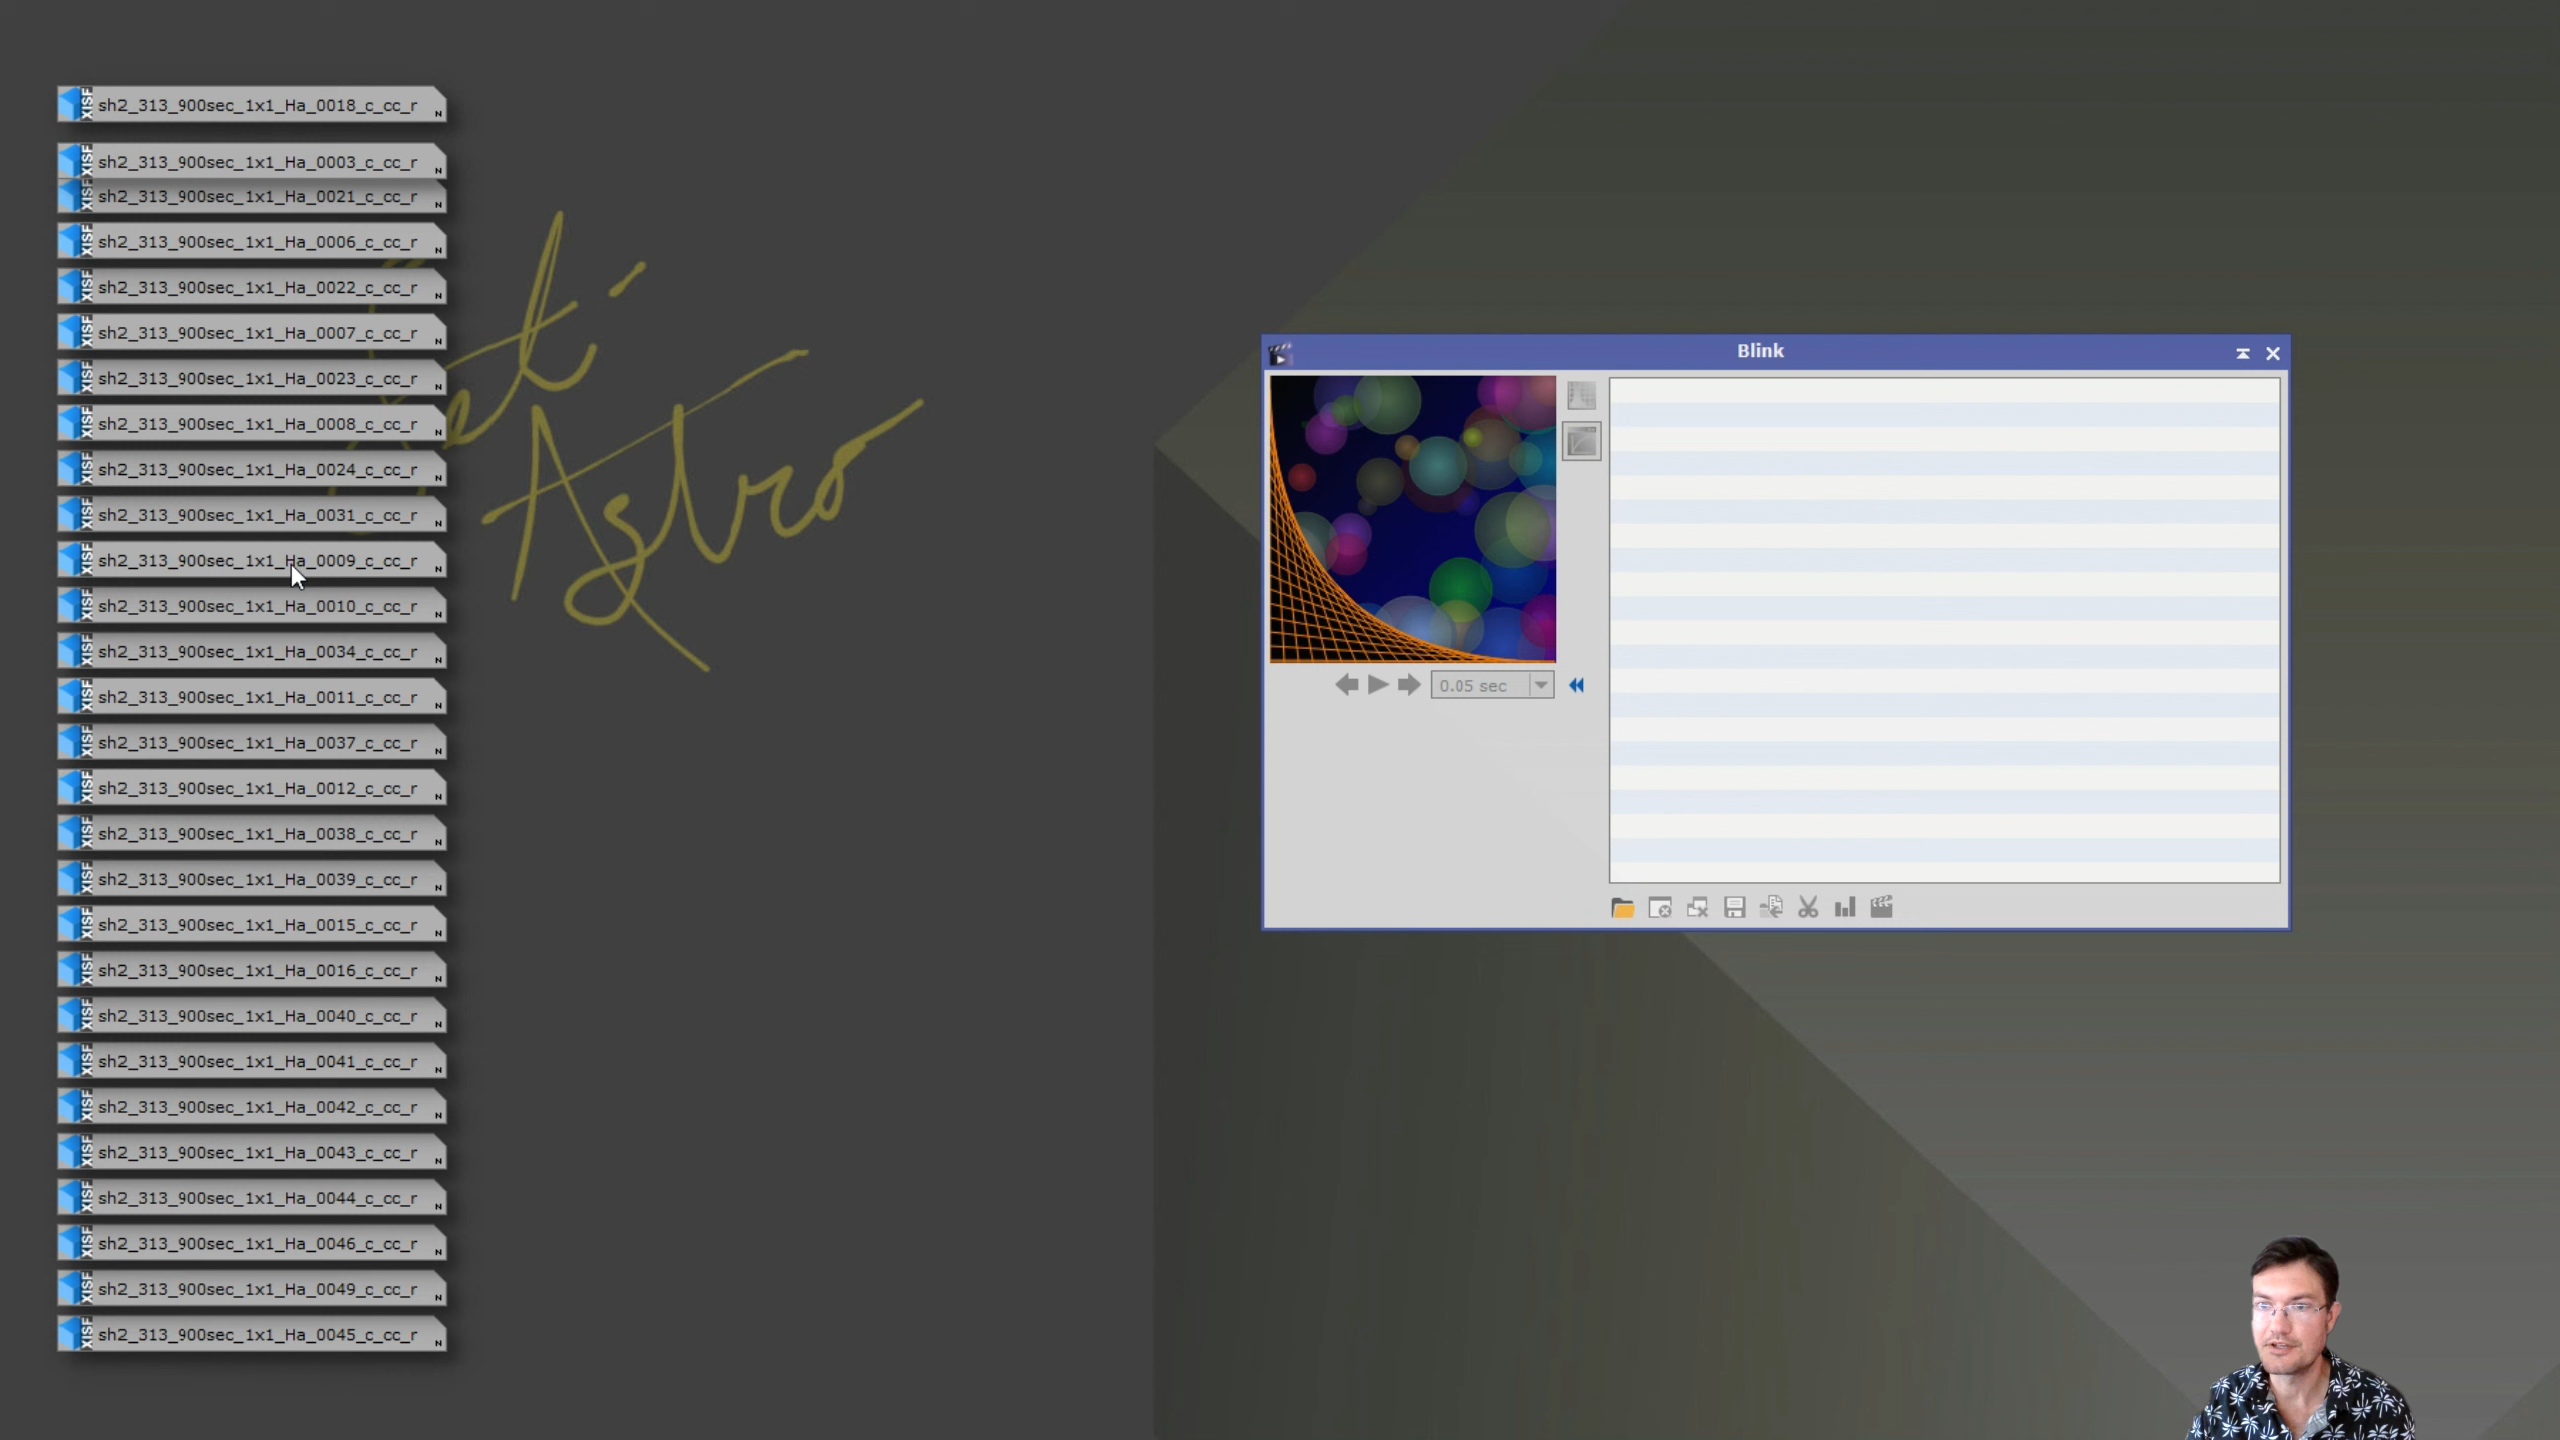 sh2_313_900sec_1x1_Ha_0018_c_cc_r
sh2_313_900sec_1x1_Ha_0003_c_cc_r
sh2_313_900sec_1x1_Ha_0021_c_cc_r
sh2_313_900sec_1x1_Ha_0006_c_cc_r
sh2_313_900sec_1x1_Ha_0022_c_cc_r
sh2_313_900sec_1x1_Ha_0007_c_cc_r
sh2_313_900sec_1x1_Ha_0023_c_cc_r
sh2_313_900sec_1x1_Ha_0008_c_cc_r
sh2_313_900sec_1x1_Ha_0024_c_cc_r
sh2_313_900sec_1x1_Ha_0031_c_cc_r
sh2_313_900sec_1x1_Ha_0009_c_cc_r
sh2_313_900sec_1x1_Ha_0010_c_cc_r
sh2_313_900sec_1x1_Ha_0034_c_cc_r
sh2_313_900sec_1x1_Ha_0011_c_cc_r
sh2_313_900sec_1x1_Ha_0037_c_cc_r
sh2_313_900sec_1x1_Ha_0012_c_cc_r
sh2_313_900sec_1x1_Ha_0038_c_cc_r
sh2_313_900sec_1x1_Ha_0039_c_cc_r
sh2_313_900sec_1x1_Ha_0015_c_cc_r
sh2_313_900sec_1x1_Ha_0016_c_cc_r
sh2_313_900sec_1x1_Ha_0040_c_cc_r
sh2_313_900sec_1x1_Ha_0041_c_cc_r
sh2_313_900sec_1x1_Ha_0042_c_cc_r
sh2_313_900sec_1x1_Ha_0043_c_cc_r
sh2_313_900sec_1x1_Ha_0044_c_cc_r
sh2_313_900sec_1x1_Ha_0046_c_cc_r
sh2_313_900sec_1x1_Ha_0049_c_cc_r
sh2_313_900sec_1x1_Ha_0045_c_cc_r
Astro
Blink
0.05 sec